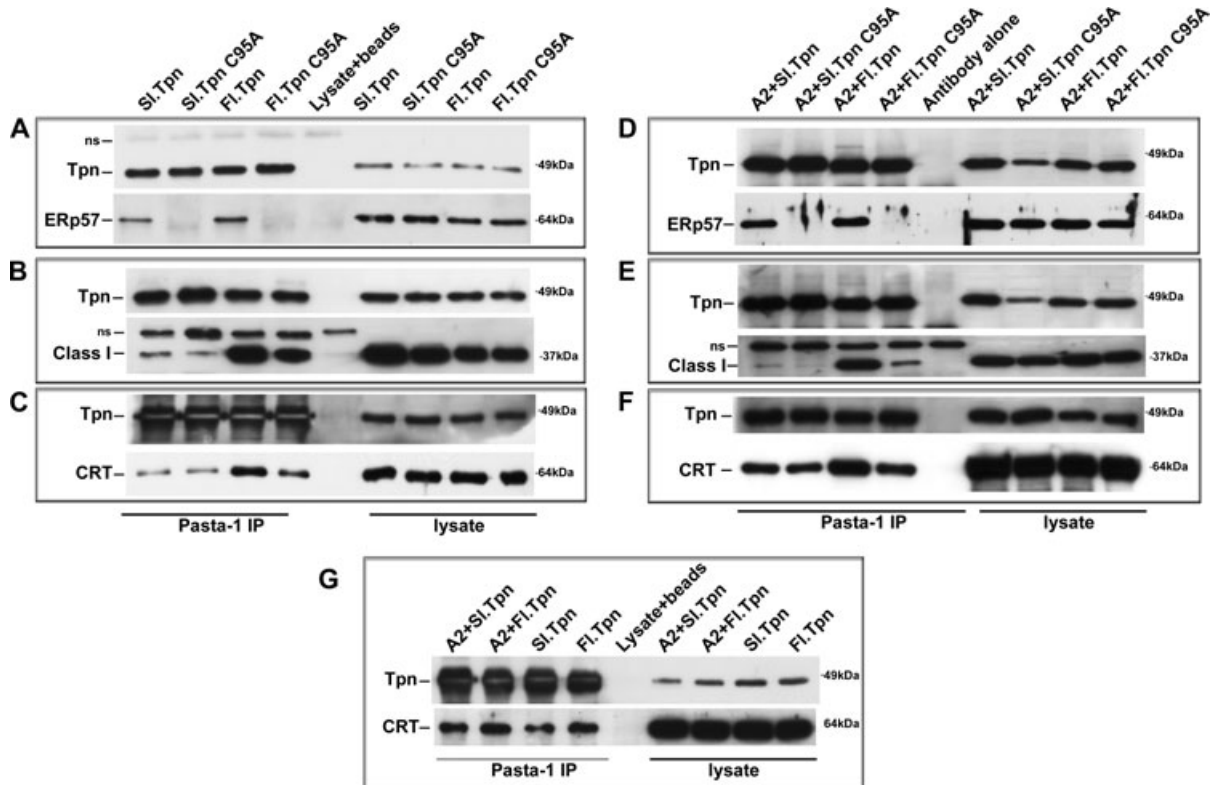 Sl.Tpn
Sl.Tpn C95A
Fl.Tpn
Fl.Tpn C95A
Lysate+beads
Sl.Tpn
Sl.Tpn C95A
Fl.Tpn
Fl.Tpn C95A
A
ns
Tpn
-49kDa
ERp57
-64kDa
B
Tpn
-49kDa
ns
Class I
-37kDa
C
Tpn
-49kDa
CRT
-64kDa
Pasta-1 IP
lysate
A2+Sl.Tpn
A2+Sl.Tpn C95A
A2+Fl.Tpn
A2+Fl.Tpn C95A
Antibody alone
A2+Sl.Tpn
A2+Sl.Tpn C95A
A2+Fl.Tpn
A2+Fl.Tpn C95A
D
Tpn
-49kDa
ERp57
-64kDa
E
Tpn
-49kDa
ns
Class I
-37kDa
F
Tpn
-49kDa
CRT
-64kDa
Pasta-1 IP
lysate
G
A2+Sl.Tpn
A2+Fl.Tpn
Sl.Tpn
Fl.Tpn
Lysate+beads
A2+Sl.Tpn
A2+Fl.Tpn
Sl.Tpn
Fl.Tpn
Tpn
-49kDa
CRT
64kDa
Pasta-1 IP
lysate